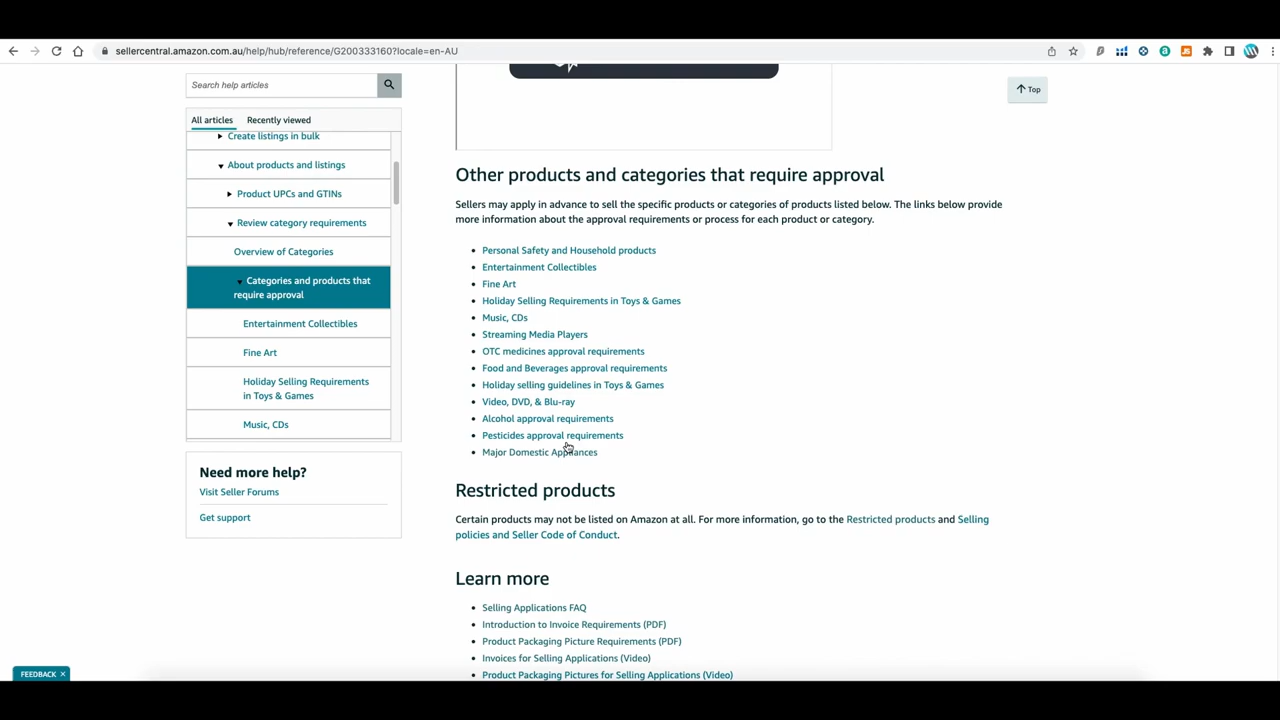 sellercentral.amazon.com.au/help/hub/reference/G200333160?locale=en-AU
Search help articles
All articles
Recently viewed
Create listings in bulk
About products and listings
Product UPCs and GTINs
Review category requirements
Overview of Categories
Categories and products that
require approval
Entertainment Collectibles
Fine Art
Holiday Selling Requirements
in Toys & Games
Music, CDs
Need more help?
Visit Seller Forums
Get support
FEEDBACK ×
Top
Other products and categories that require approval
Sellers may apply in advance to sell the specific products or categories of products listed below. The links below provide
more information about the approval requirements or process for each product or category.
Personal Safety and Household products
Entertainment Collectibles
Fine Art
Holiday Selling Requirements in Toys & Games
Music, CDs
Streaming Media Players
OTC medicines approval requirements
Food and Beverages approval requirements
Holiday selling guidelines in Toys & Games
Video, DVD, & Blu-ray
Alcohol approval requirements
Pesticides approval requirements
Major Domestic Appliances
Restricted products
Certain products may not be listed on Amazon at all. For more information, go to the Restricted products and Selling
policies and Seller Code of Conduct.
Learn more
Selling Applications FAQ
Introduction to Invoice Requirements (PDF)
Product Packaging Picture Requirements (PDF)
Invoices for Selling Applications (Video)
Product Packaging Pictures for Selling Applications (Video)